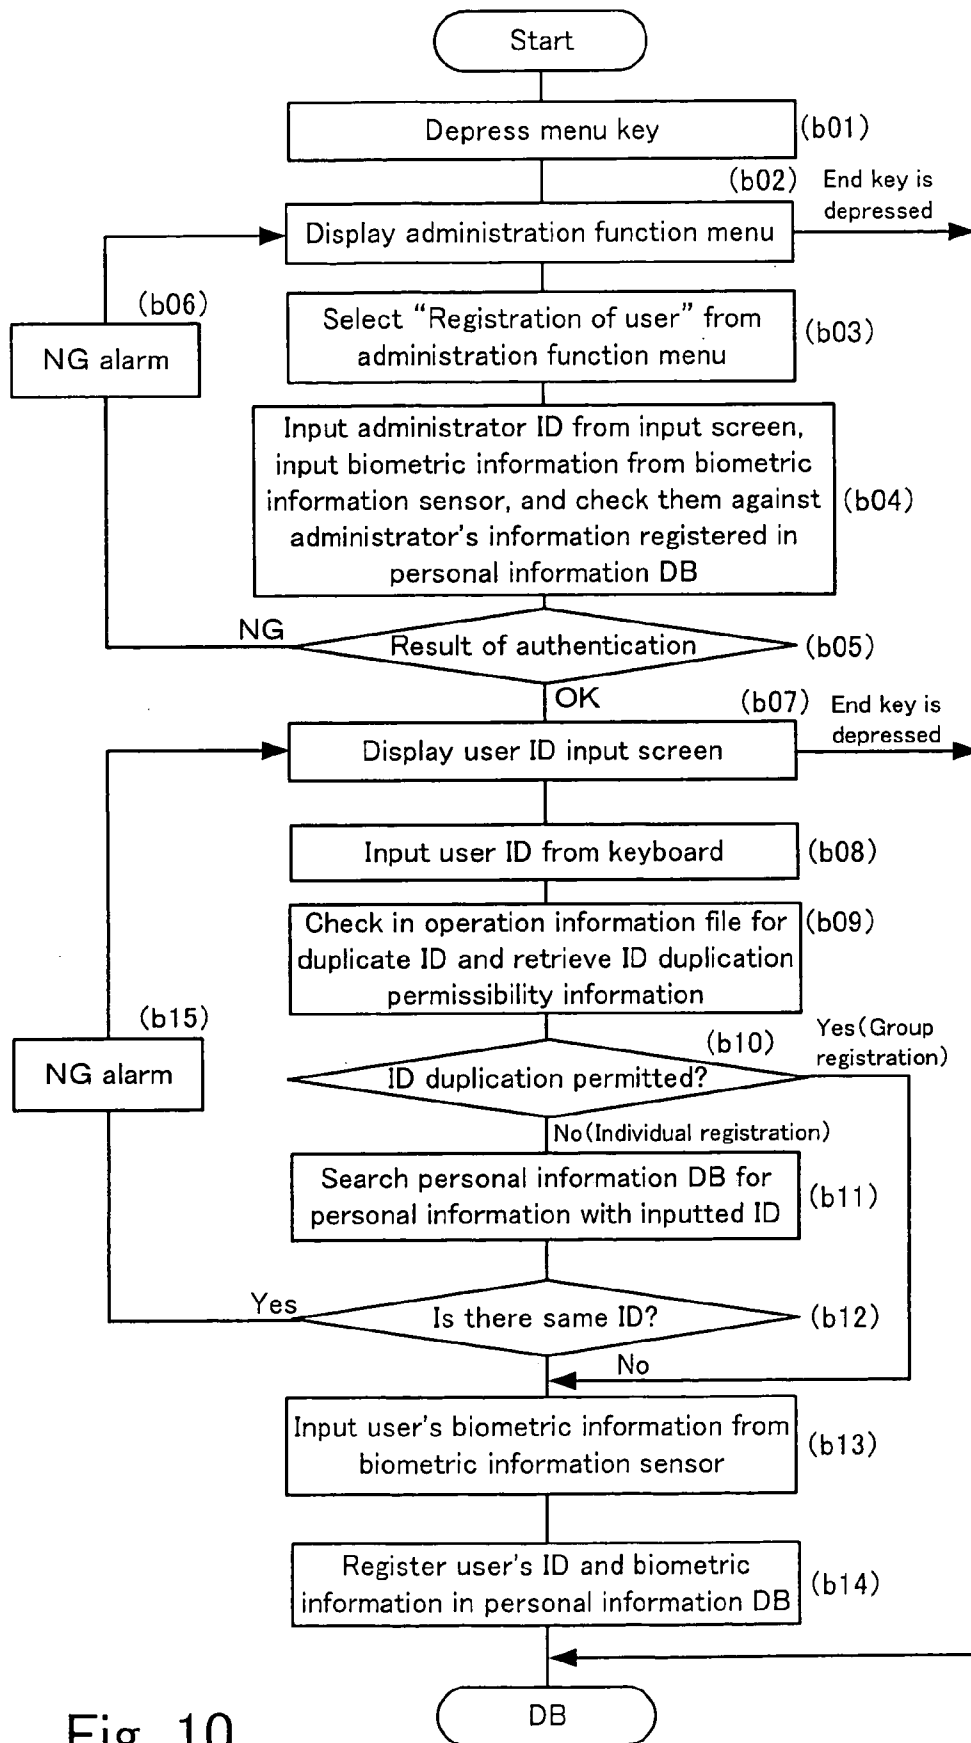 Start
Depress menu key
(b01)
(b02)
End key is
depressed
Display administration function menu
(b06)
NG alarm
Select “Registration of user” from
administration function menu
(b03)
Input administrator ID from input screen,
input biometric information from biometric
information sensor, and check them against
administrator's information registered in
personal information DB
(b04)
NG
Result of authentication
(b05)
OK
(b07)
End key is
depressed
Display user ID input screen
Input user ID from keyboard
(b08)
Check in operation information file for
duplicate ID and retrieve ID duplication
permissibility information
(b09)
(b15)
NG alarm
(b10)
Yes(Group
registration)
ID duplication permitted?
No(Individual registration)
Search personal information DB for
personal information with inputted ID
(b11)
Yes
Is there same ID?
(b12)
No
Input user's biometric information from
biometric information sensor
(b13)
Register user's ID and biometric
information in personal information DB
(b14)
DB
Fig. 10